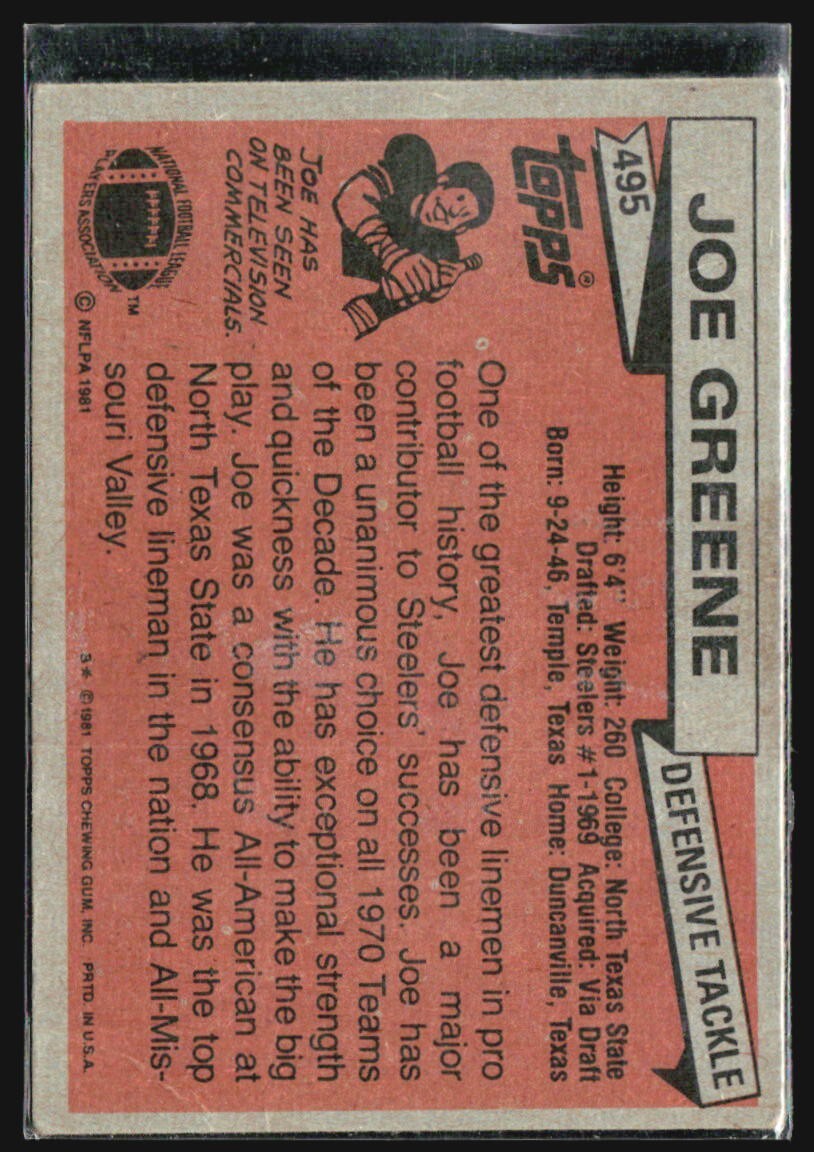 495
JOE GREENE
DEFENSIVE TACKLE
TOPPS®
Height: 6'4" Weight: 260 College: North Texas State
Drafted: Steelers #1-1969 Acquired: Via Draft
Born: 9-24-46, Temple, Texas Home: Duncanville, Texas
One of the greatest defensive linemen in pro
football history, Joe has been a major
contributor to Steelers' successes. Joe has
been a unanimous choice on all 1970 Teams
of the Decade. He has exceptional strength
and quickness with the ability to make the big
play. Joe was a consensus All-American at
North Texas State in 1968. He was the top
defensive lineman in the nation and All-Mis-
souri Valley.
JOE HAS
BEEN SEEN
ON TELEVISION
COMMERCIALS.
NATIONAL FOOTBALL LEAGUE
PLAYERS ASSOCIATION
TM
© NFLPA 1981
3* © 1981 TOPPS CHEWING GUM, INC. PRTD. IN U.S.A.